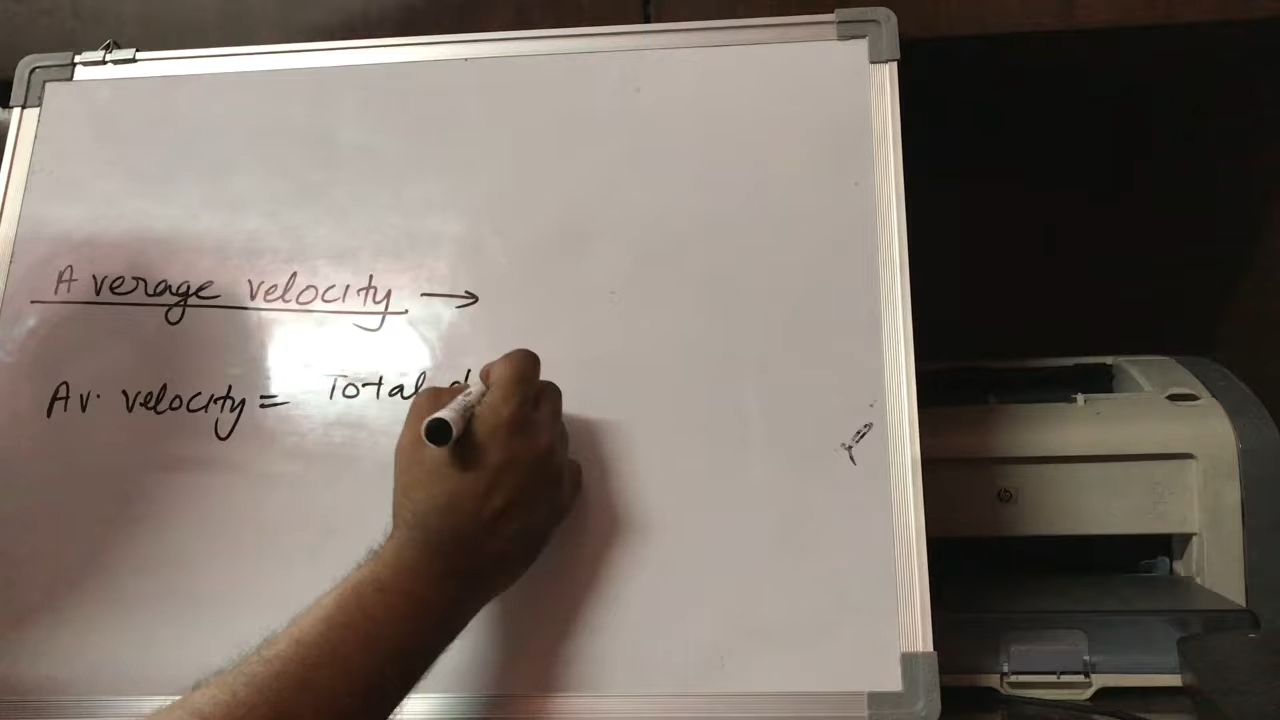 Average velocity →
Av. velocity = Total